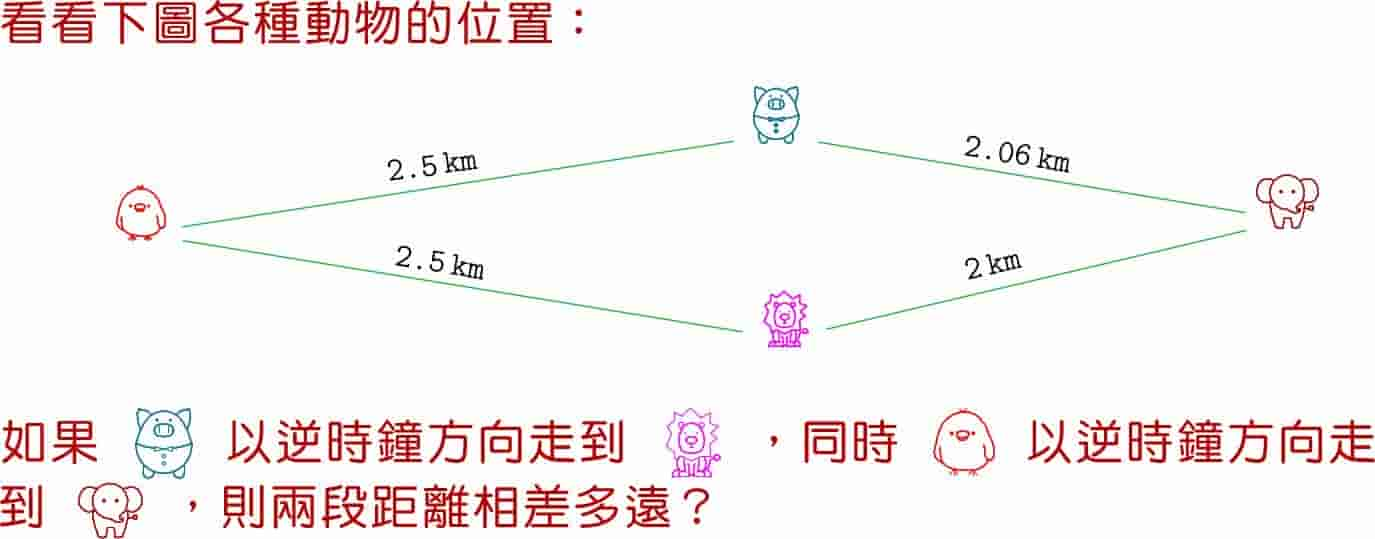 看看下圖各種動物的位置：
2.5 km
2.06 km
2.5 km
2 km
如果 以逆時鐘方向走到 ，同時 以逆時鐘方向走
到 ，則兩段距離相差多遠？